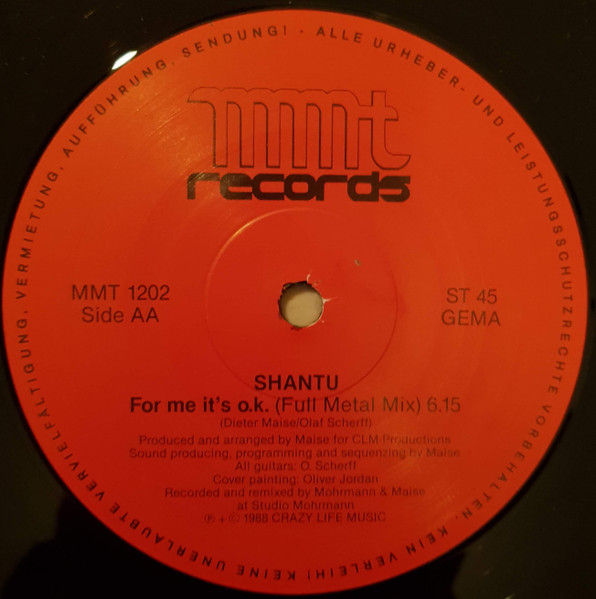 ALLE URHEBER- UND LEISTUNGSSCHUTZRECHTE VORBEHALTEN. KEIN VERLEIH! KEINE UNERLAUBTE VERVIELFÄLTIGUNG, VERMIETUNG, AUFFÜHRUNG, SENDUNG! ·
mmt
records
MMT 1202
Side AA
ST 45
GEMA
SHANTU
For me it's o.k. (Full Metal Mix) 6.15
(Dieter Maise/Olaf Scherff)
Produced and arranged by Maise for CLM Productions
Sound producing, programming and sequencing by Maise
All guitars: O. Scherff
Cover painting: Oliver Jordan
Recorded and remixed by Mohrmann & Maise
at Studio Mohrmann
℗ + © 1988 CRAZY LIFE MUSIC